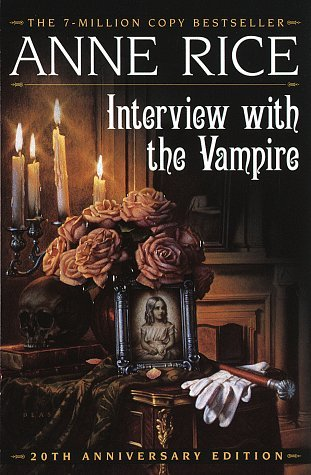 THE 7-MILLION COPY BESTSELLER
ANNE RICE
Interview with
the Vampire
20TH ANNIVERSARY EDITION